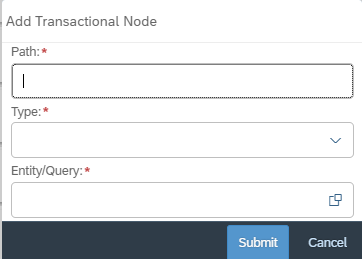 Add Transactional Node
Path:*
Type:*
Entity/Query:*
Submit Cancel